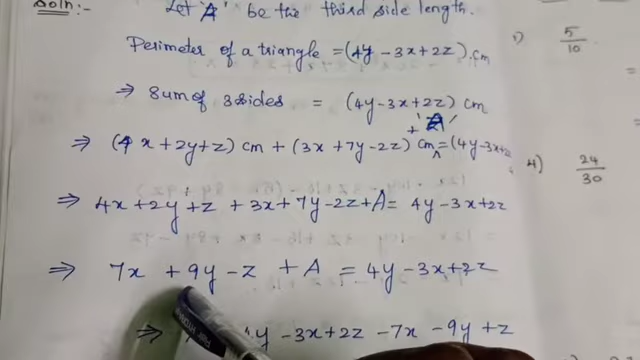 Soln:-
Let 'A' be the third side length.
Perimeter of a triangle = (4y - 3x + 2z).cm
⇒ Sum of 3 sides = (4y - 3x + 2z) cm
+ 'A'
⇒ (4x + 2y + z) cm + (3x + 7y - 2z) cm = (4y - 3x + 2z
⇒ 4x + 2y + z + 3x + 7y - 2z + A = 4y - 3x + 2z
⇒ 7x + 9y - z + A = 4y - 3x + 2z
⇒ 4y - 3x + 2z - 7x - 9y + z
1) 5/10
4) 24/30